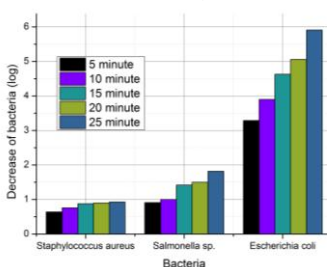 6
5
4
3
2
1
0
Decrease of bacteria (log)
5 minute
10 minute
15 minute
20 minute
25 minute
Staphylococcus aureus
Salmonella sp.
Escherichia coli
Bacteria